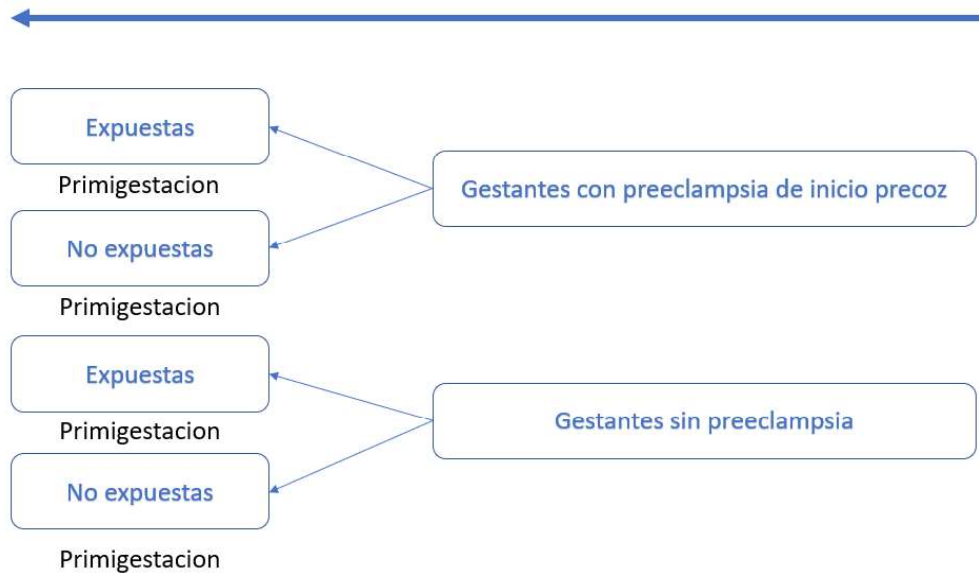 Expuestas
Primigestacion
Gestantes con preeclampsia de inicio precoz
No expuestas
Primigestacion
Expuestas
Primigestacion
Gestantes sin preeclampsia
No expuestas
Primigestacion